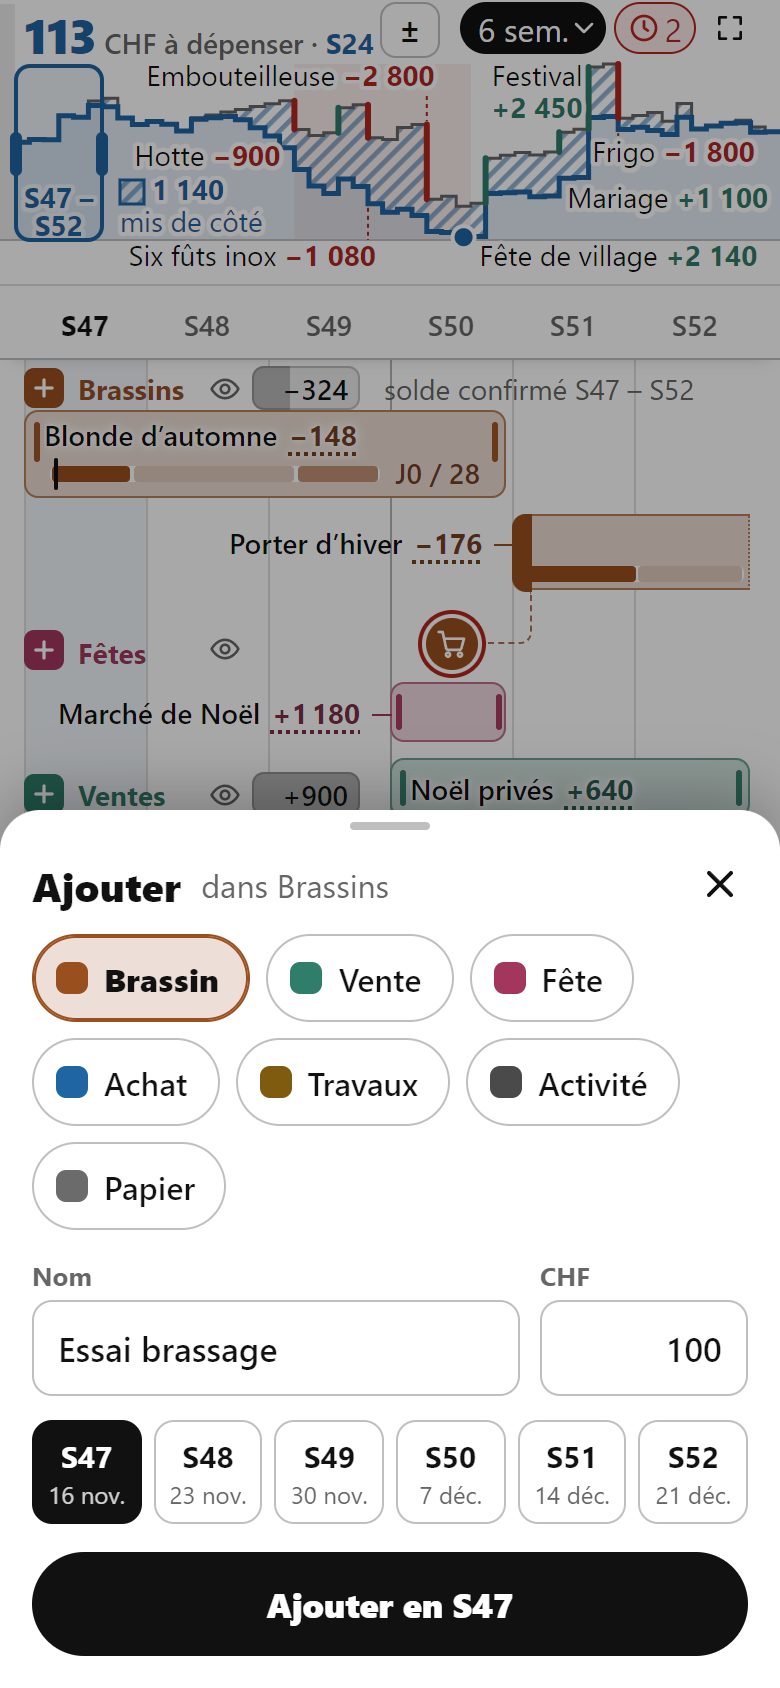 113 CHF à dépenser · S24
±
6 sem.
2
Embouteilleuse −2 800
Festival
+2 450
Hotte −900
Frigo −1 800
S47 –
S52
1 140
mis de côté
Mariage +1 100
Six fûts inox −1 080
Fête de village +2 140
S47 S48 S49 S50 S51 S52
Brassins −324 solde confirmé S47 – S52
Blonde d’automne −148
J0 / 28
Porter d’hiver −176
Fêtes
Marché de Noël +1 180
Ventes +900 Noël privés +640
Ajouter dans Brassins
Brassin Vente Fête
Achat Travaux Activité
Papier
Nom CHF
Essai brassage 100
S47 S48 S49 S50 S51 S52
16 nov. 23 nov. 30 nov. 7 déc. 14 déc. 21 déc.
Ajouter en S47